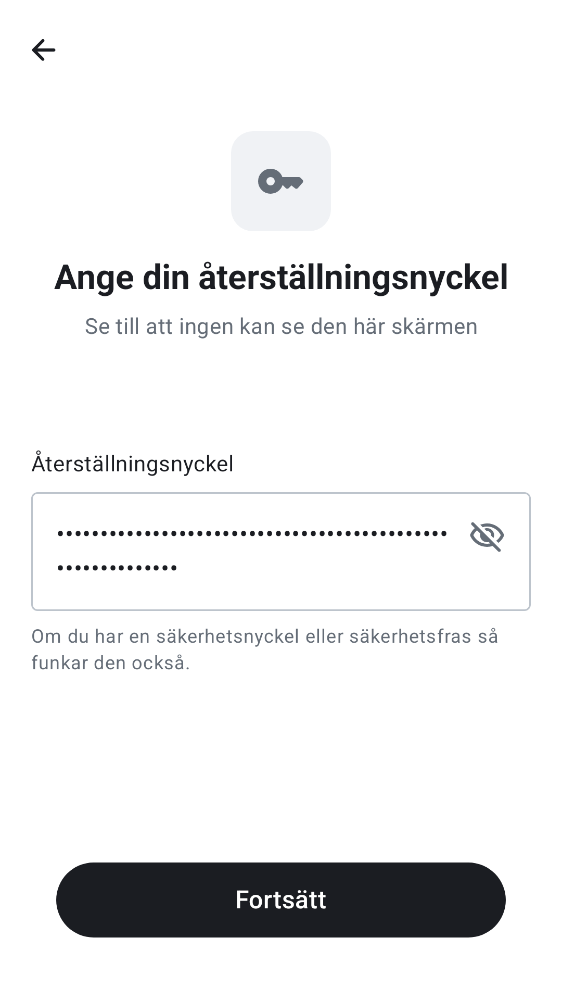 Ange din återställningsnyckel
Se till att ingen kan se den här skärmen
Återställningsnyckel
••••••••••••••••••••••••••••••••••••••••••••••
••••••••••••••
Om du har en säkerhetsnyckel eller säkerhetsfras så
funkar den också.
Fortsätt